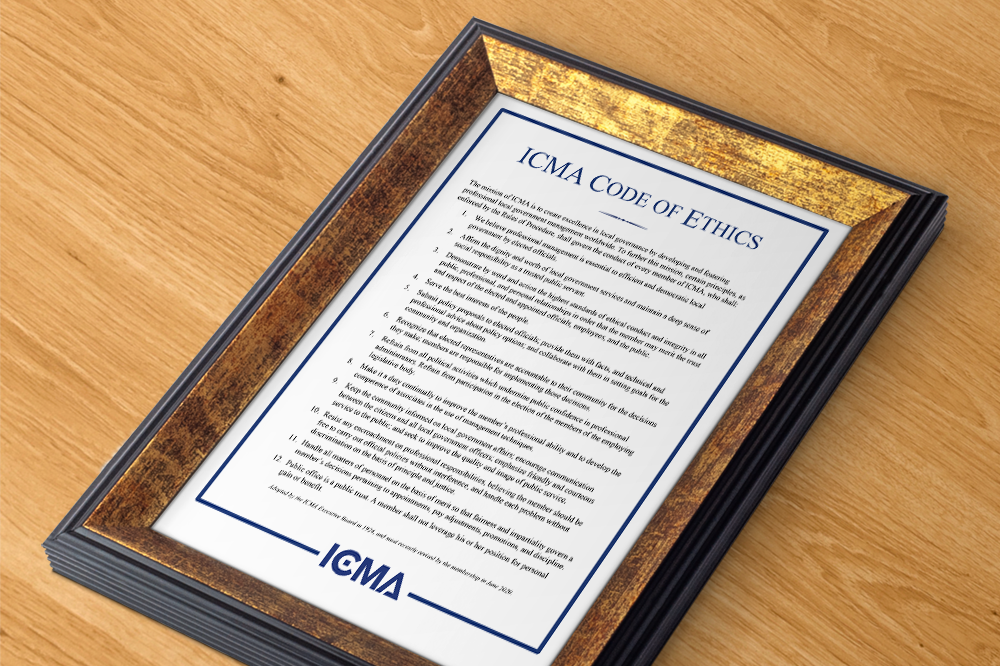 ICMA CODE OF ETHICS
The mission of ICMA is to create excellence in local governance by developing and fostering
professional local government management worldwide. To further this mission, certain principles, as
enforced by the Rules of Procedure, shall govern the conduct of every member of ICMA, who shall:
1. We believe professional management is essential to efficient and democratic local
government by elected officials.
2. Affirm the dignity and worth of local government services and maintain a deep sense of
social responsibility as a trusted public servant.
3. Demonstrate by word and action the highest standards of ethical conduct and integrity in all
public, professional, and personal relationships in order that the member may merit the trust
and respect of the elected and appointed officials, employees, and the public.
4. Serve the best interests of the people.
5. Submit policy proposals to elected officials; provide them with facts, and technical and
professional advice about policy options; and collaborate with them in setting goals for the
community and organization.
6. Recognize that elected representatives are accountable to their community for the decisions
they make; members are responsible for implementing those decisions.
7. Refrain from all political activities which undermine public confidence in professional
administrators. Refrain from participation in the election of the members of the employing
legislative body.
8. Make it a duty continually to improve the member's professional ability and to develop the
competence of associates in the use of management techniques.
9. Keep the community informed on local government affairs; encourage communication
between the citizens and all local government officers; emphasize friendly and courteous
service to the public; and seek to improve the quality and image of public service.
10. Resist any encroachment on professional responsibilities, believing the member should be
free to carry out official policies without interference, and handle each problem without
discrimination on the basis of principle and justice.
11. Handle all matters of personnel on the basis of merit so that fairness and impartiality govern a
member's decisions pertaining to appointments, pay adjustments, promotions, and discipline.
12. Public office is a public trust. A member shall not leverage his or her position for personal
gain or benefit.
Adopted by the ICMA Executive Board in 1924, and most recently revised by the membership in June 2020.
ICMA